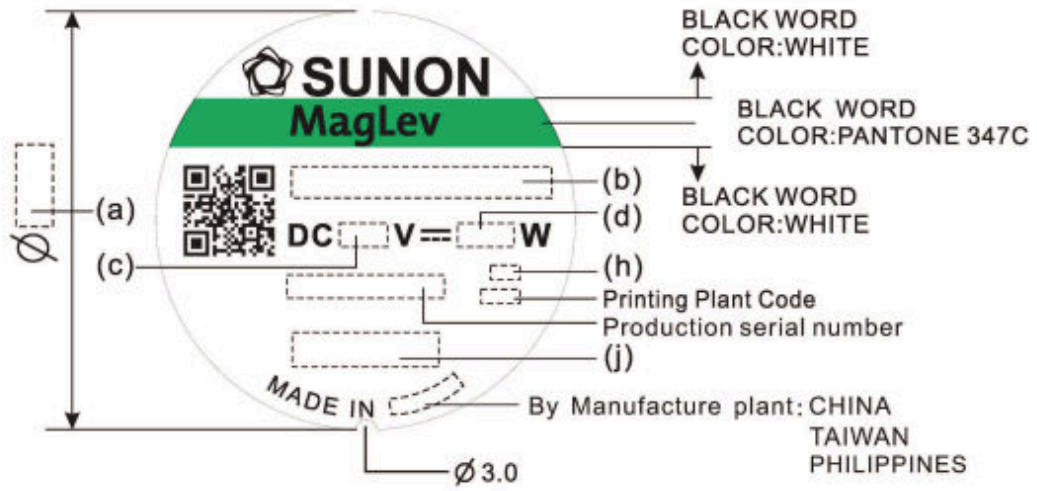 BLACK WORD
COLOR:WHITE
SUNON
MagLev
BLACK WORD
COLOR:PANTONE 347C
(a)
(b)
BLACK WORD
COLOR:WHITE
(d)
DC V W
Ø
(c)
(h)
Printing Plant Code
Production serial number
(j)
MADE IN
By Manufacture plant: CHINA
TAIWAN
PHILIPPINES
Ø3.0